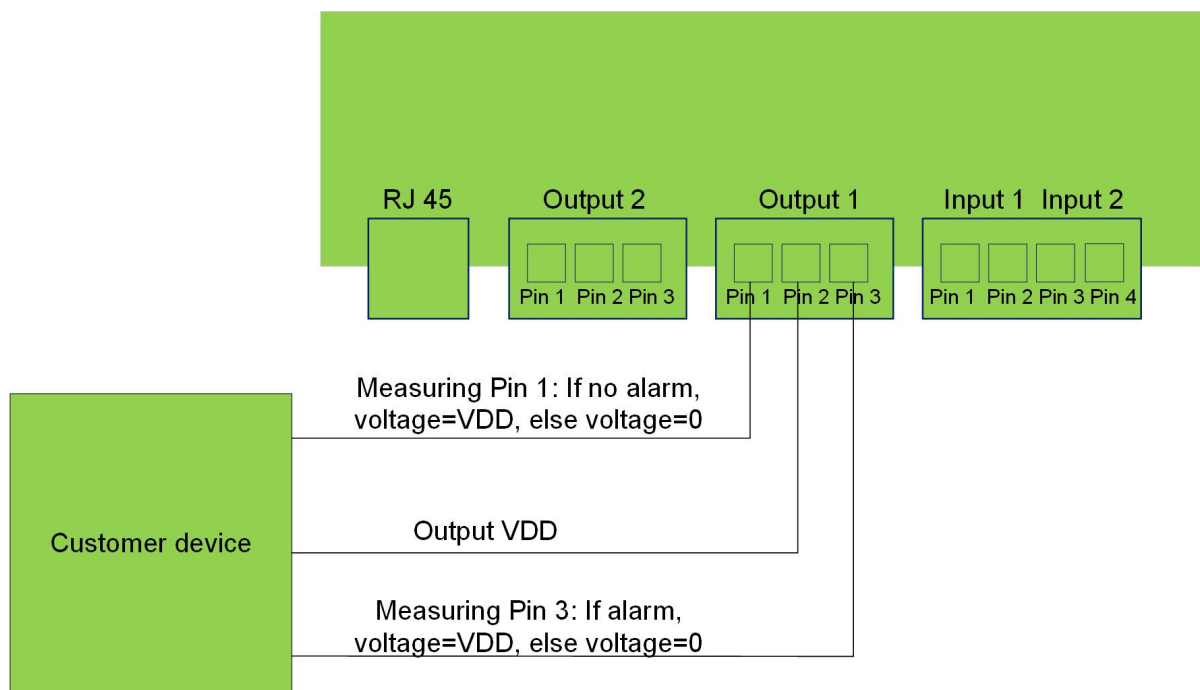 RJ 45
Output 2
Output 1
Input 1 Input 2
Pin 1 Pin 2 Pin 3
Pin 1 Pin 2 Pin 3
Pin 1 Pin 2 Pin 3 Pin 4
Measuring Pin 1: If no alarm,
voltage=VDD, else voltage=0
Customer device
Output VDD
Measuring Pin 3: If alarm,
voltage=VDD, else voltage=0